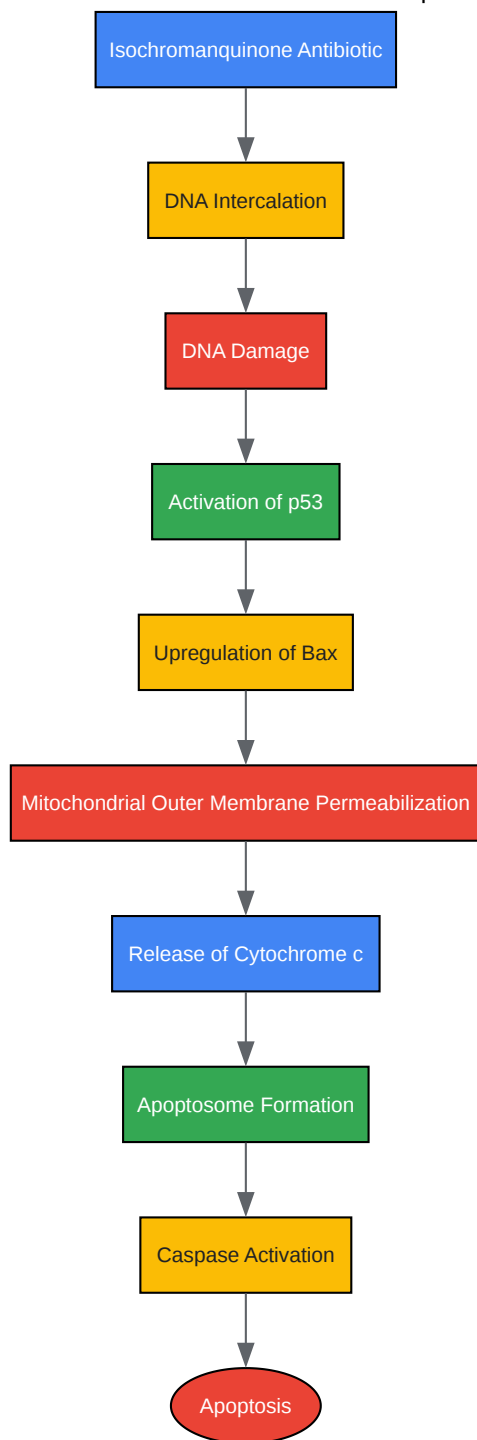 Isochromanquinone Antibiotic
DNA Intercalation
DNA Damage
Activation of p53
Upregulation of Bax
Mitochondrial Outer Membrane Permeabilization
Release of Cytochrome c
Apoptosome Formation
Caspase Activation
Apoptosis